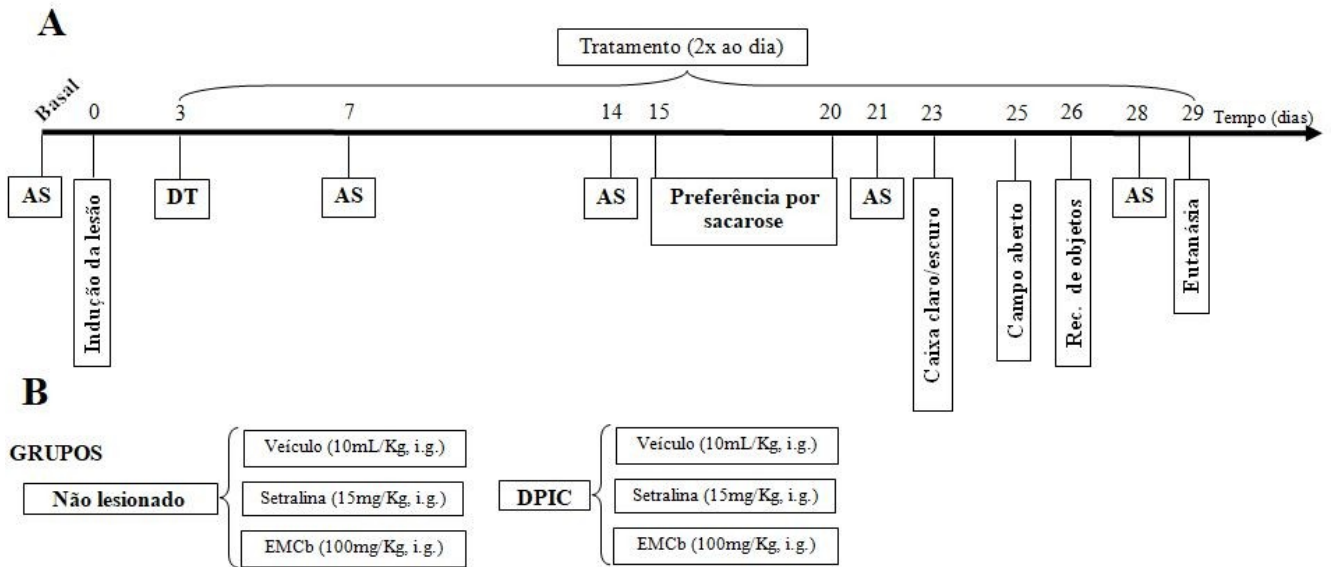 A
Tratamento (2x ao dia)
Basal 0 3 7 14 15 20 21 23 25 26 28 29 Tempo (dias)
AS
Indução da lesão
DT
AS
AS
Preferência por
sacarose
AS
Caixa claro/escuro
Campo aberto
Rec. de objetos
AS
Eutanásia
B
GRUPOS
Não lesionado
Veículo (10mL/Kg, i.g.)
Setralina (15mg/Kg, i.g.)
EMCb (100mg/Kg, i.g.)
DPIC
Veículo (10mL/Kg, i.g.)
Setralina (15mg/Kg, i.g.)
EMCb (100mg/Kg, i.g.)